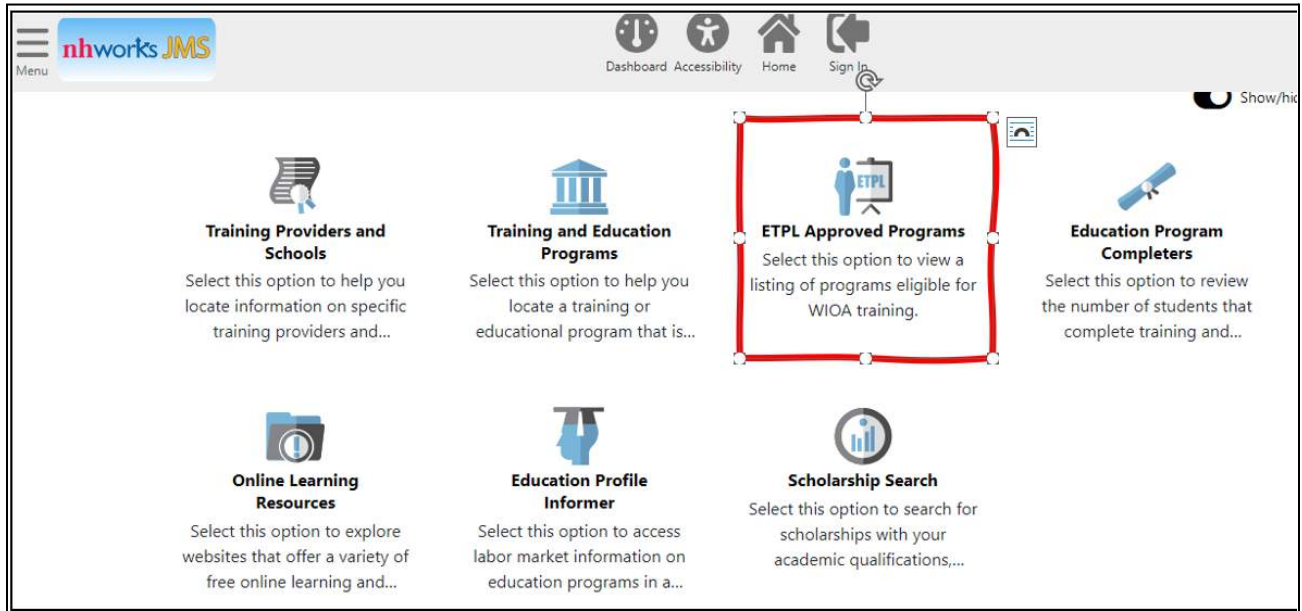 Menu
nhworks JMS
Dashboard Accessibility Home Sign In
Show/hid
ETPL
Training Providers and
Schools
Select this option to help you
locate information on specific
training providers and...
Training and Education
Programs
Select this option to help you
locate a training or
educational program that is...
ETPL Approved Programs
Select this option to view a
listing of programs eligible for
WIOA training.
Education Program
Completers
Select this option to review
the number of students that
complete training and...
Online Learning
Resources
Select this option to explore
websites that offer a variety of
free online learning and...
Education Profile
Informer
Select this option to access
labor market information on
education programs in a...
Scholarship Search
Select this option to search for
scholarships with your
academic qualifications,...